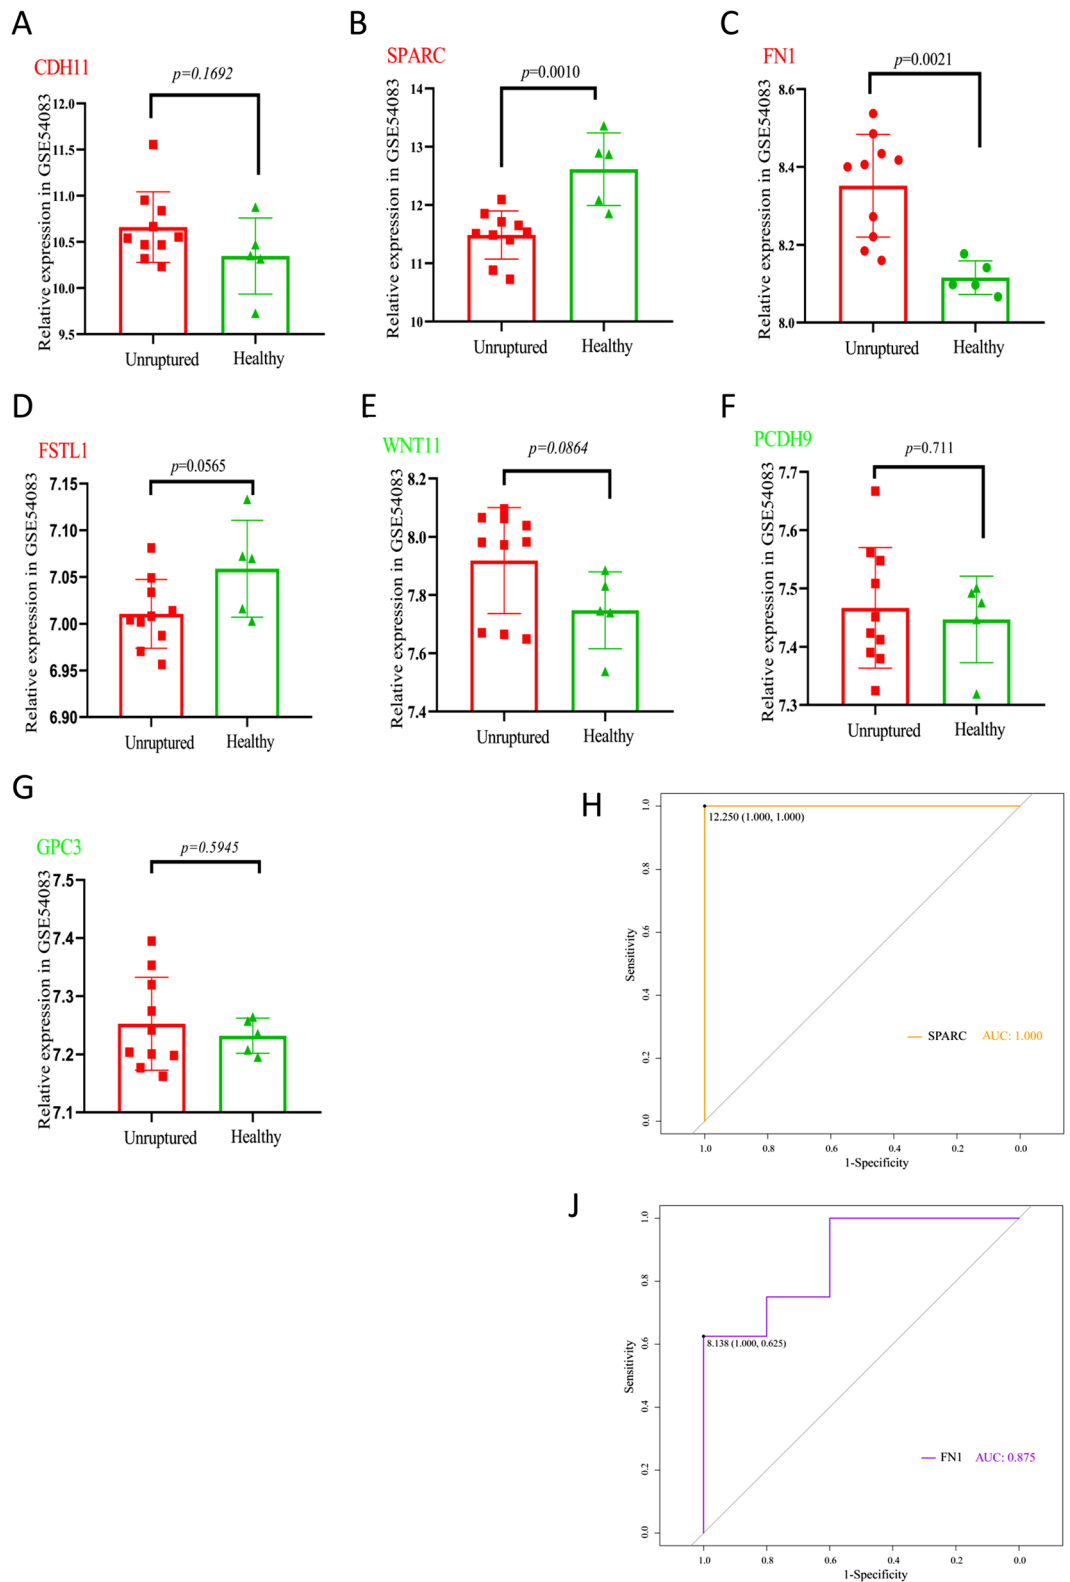 A
CDH11
p=0.1692
Relative expression in GSE54083
12.0
11.5
11.0
10.5
10.0
9.5
Unruptured
Healthy
B
SPARC
p=0.0010
Relative expression in GSE54083
14
13
12
11
10
Unruptured
Healthy
C
FN1
p=0.0021
Relative expression in GSE54083
8.6
8.4
8.2
8.0
Unruptured
Healthy
D
FSTL1
p=0.0565
Relative expression in GSE54083
7.15
7.10
7.05
7.00
6.95
6.90
Unruptured
Healthy
E
WNT11
p=0.0864
Relative expression in GSE54083
8.2
8.0
7.8
7.6
7.4
Unruptured
Healthy
F
PCDH9
p=0.711
Relative expression in GSE54083
7.7
7.6
7.5
7.4
7.3
Unruptured
Healthy
G
GPC3
p=0.5945
Relative expression in GSE54083
7.5
7.4
7.3
7.2
7.1
Unruptured
Healthy
H
Sensitivity
1.0
0.8
0.6
0.4
0.2
0.0
12.250 (1.000, 1.000)
SPARC AUC: 1.000
1.0 0.8 0.6 0.4 0.2 0.0
1-Specificity
J
Sensitivity
1.0
0.8
0.6
0.4
0.2
0.0
8.138 (1.000, 0.625)
FN1 AUC: 0.875
1.0 0.8 0.6 0.4 0.2 0.0
1-Specificity